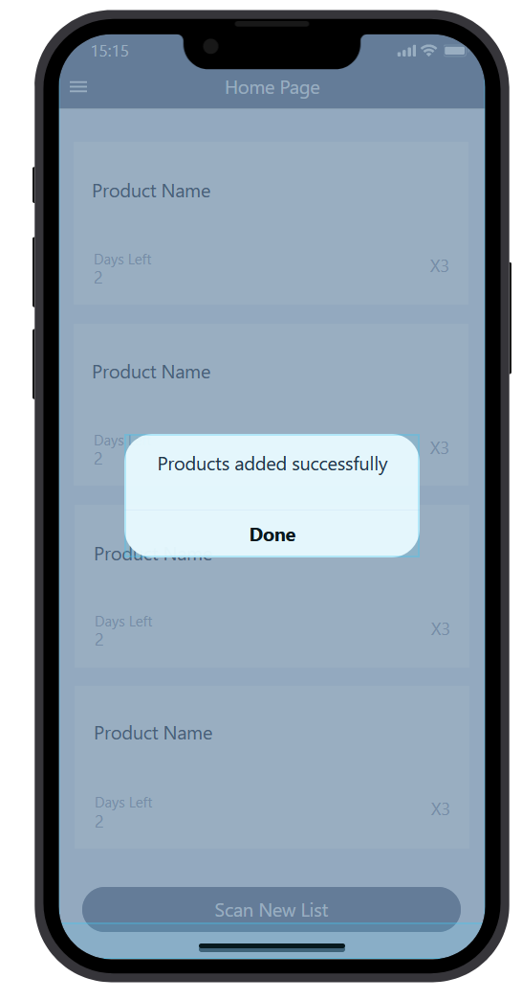 15:15
Home Page
Product Name
Days Left
2
X3
Product Name
Days
2
X3
Products added successfully
Done
Product Name
Days Left
2
X3
Product Name
Days Left
2
X3
Scan New List